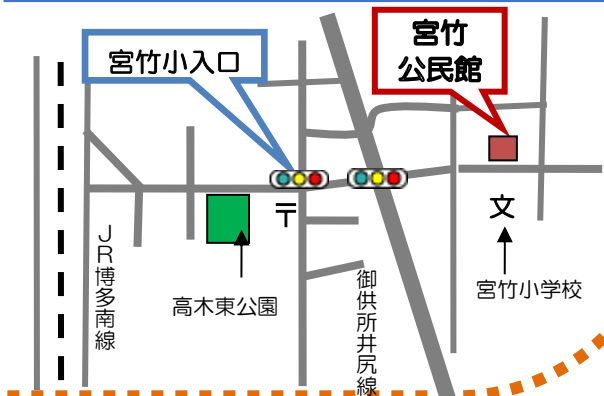 宮竹
公民館
宮竹小入口
〒
文
JR博多南線
高木東公園
御供所井尻線
宮竹小学校